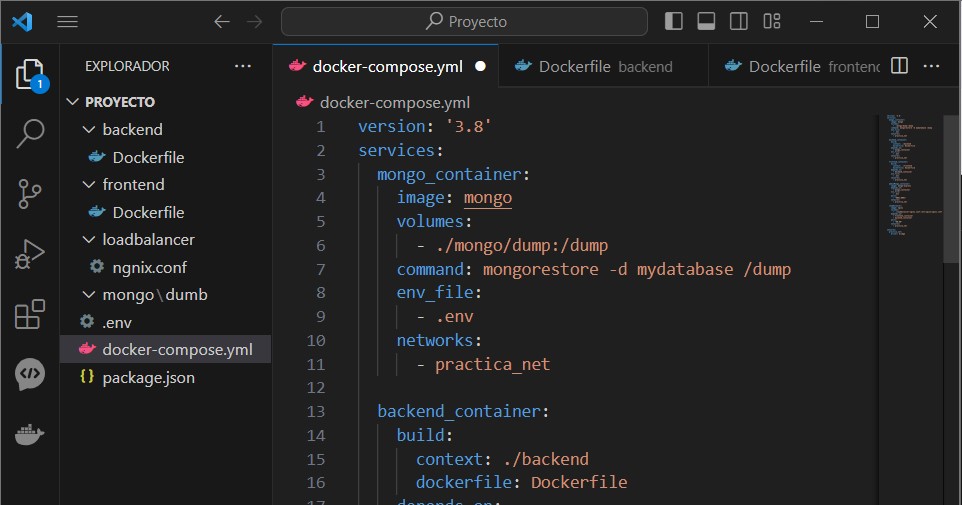 Proyecto
EXPLORADOR ...
docker-compose.yml
Dockerfile backend
Dockerfile frontend
1
PROYECTO
backend
Dockerfile
frontend
Dockerfile
loadbalancer
ngnix.conf
mongo\dumb
.env
docker-compose.yml
{} package.json
docker-compose.yml
1 version: '3.8'
2 services:
3 mongo_container:
4 image: mongo
5 volumes:
6 - ./mongo/dump:/dump
7 command: mongorestore -d mydatabase /dump
8 env_file:
9 - .env
10 networks:
11 - practica_net
12
13 backend_container:
14 build:
15 context: ./backend
16 dockerfile: Dockerfile
17 depends_on: